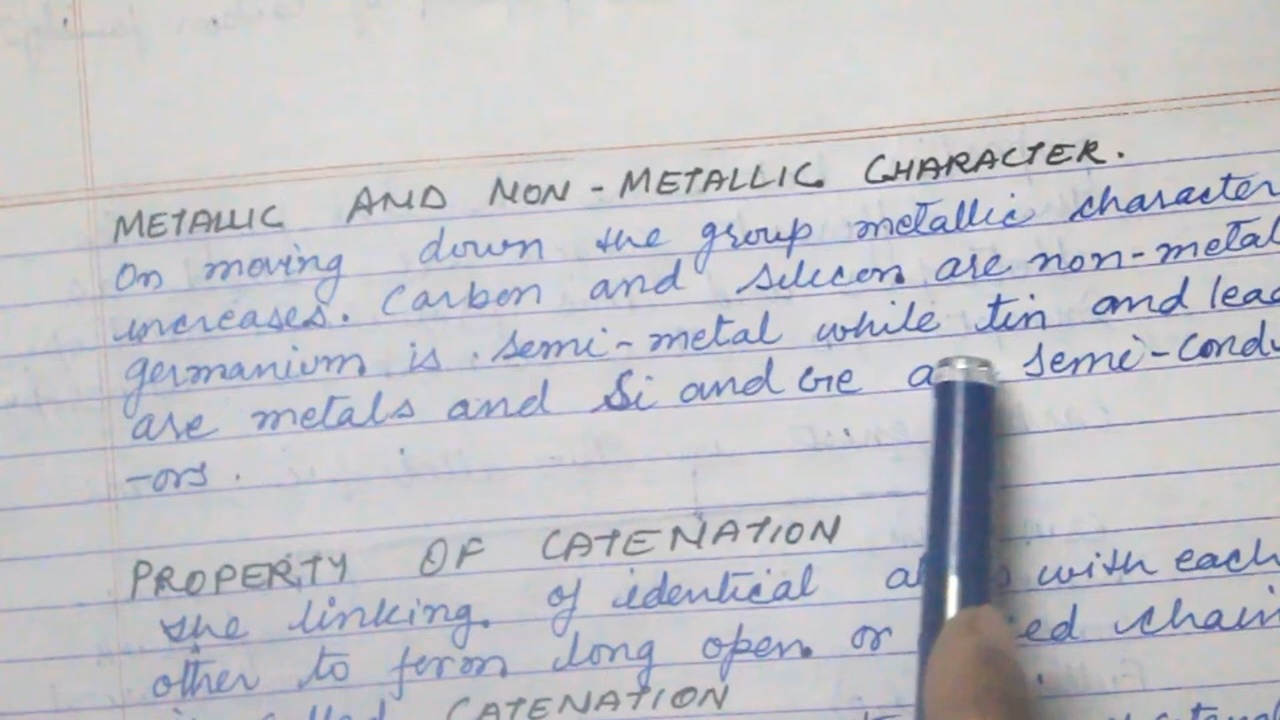 METALLIC AND NON-METALLIC CHARACTER.
On moving down the group metallic character
increases. Carbon and silicon are non-metal
germanium is semi-metal while tin and lead
are metals and Si and Ge a semi-cond
-ors.
PROPERTY OF CATENATION
the linking of identical a with each
other to form long open or ed chain
CATENATION